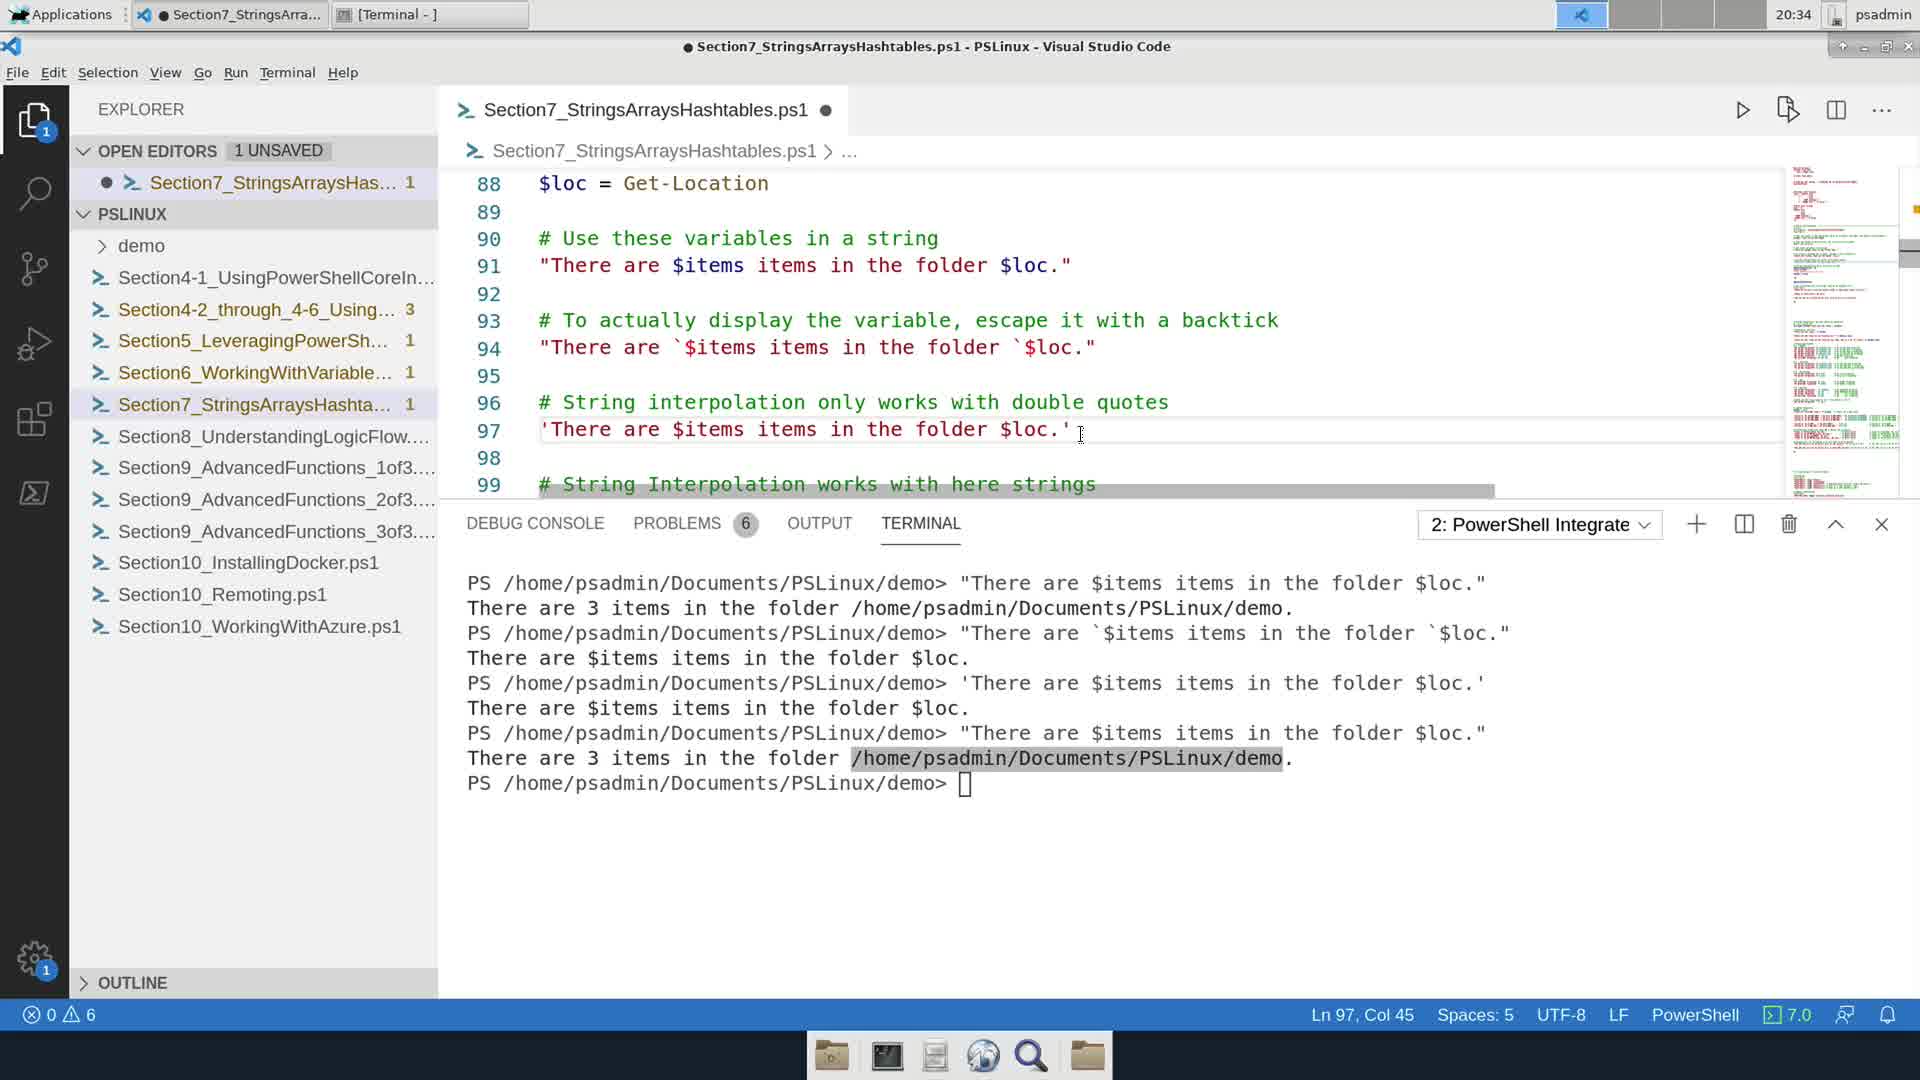 Applications
● Section7_StringsArra...
[Terminal - ]
20:34
psadmin
● Section7_StringsArraysHashtables.ps1 - PSLinux - Visual Studio Code
File Edit Selection View Go Run Terminal Help
EXPLORER
OPEN EDITORS 1 UNSAVED
Section7_StringsArraysHas... 1
PSLINUX
demo
Section4-1_UsingPowerShellCoreIn...
Section4-2_through_4-6_Using... 3
Section5_LeveragingPowerSh... 1
Section6_WorkingWithVariable... 1
Section7_StringsArraysHashta... 1
Section8_UnderstandingLogicFlow....
Section9_AdvancedFunctions_1of3....
Section9_AdvancedFunctions_2of3....
Section9_AdvancedFunctions_3of3....
Section10_InstallingDocker.ps1
Section10_Remoting.ps1
Section10_WorkingWithAzure.ps1
OUTLINE
1
1
Section7_StringsArraysHashtables.ps1 ●
Section7_StringsArraysHashtables.ps1 > ...
88 $loc = Get-Location
89
90 # Use these variables in a string
91 "There are $items items in the folder $loc."
92
93 # To actually display the variable, escape it with a backtick
94 "There are `$items items in the folder `$loc."
95
96 # String interpolation only works with double quotes
97 'There are $items items in the folder $loc.'
98
99 # String Interpolation works with here strings
DEBUG CONSOLE PROBLEMS 6 OUTPUT TERMINAL
2: PowerShell Integrate
PS /home/psadmin/Documents/PSLinux/demo> "There are $items items in the folder $loc."
There are 3 items in the folder /home/psadmin/Documents/PSLinux/demo.
PS /home/psadmin/Documents/PSLinux/demo> "There are `$items items in the folder `$loc."
There are $items items in the folder $loc.
PS /home/psadmin/Documents/PSLinux/demo> 'There are $items items in the folder $loc.'
There are $items items in the folder $loc.
PS /home/psadmin/Documents/PSLinux/demo> "There are $items items in the folder $loc."
There are 3 items in the folder /home/psadmin/Documents/PSLinux/demo.
PS /home/psadmin/Documents/PSLinux/demo>
0 6
Ln 97, Col 45 Spaces: 5 UTF-8 LF PowerShell 7.0